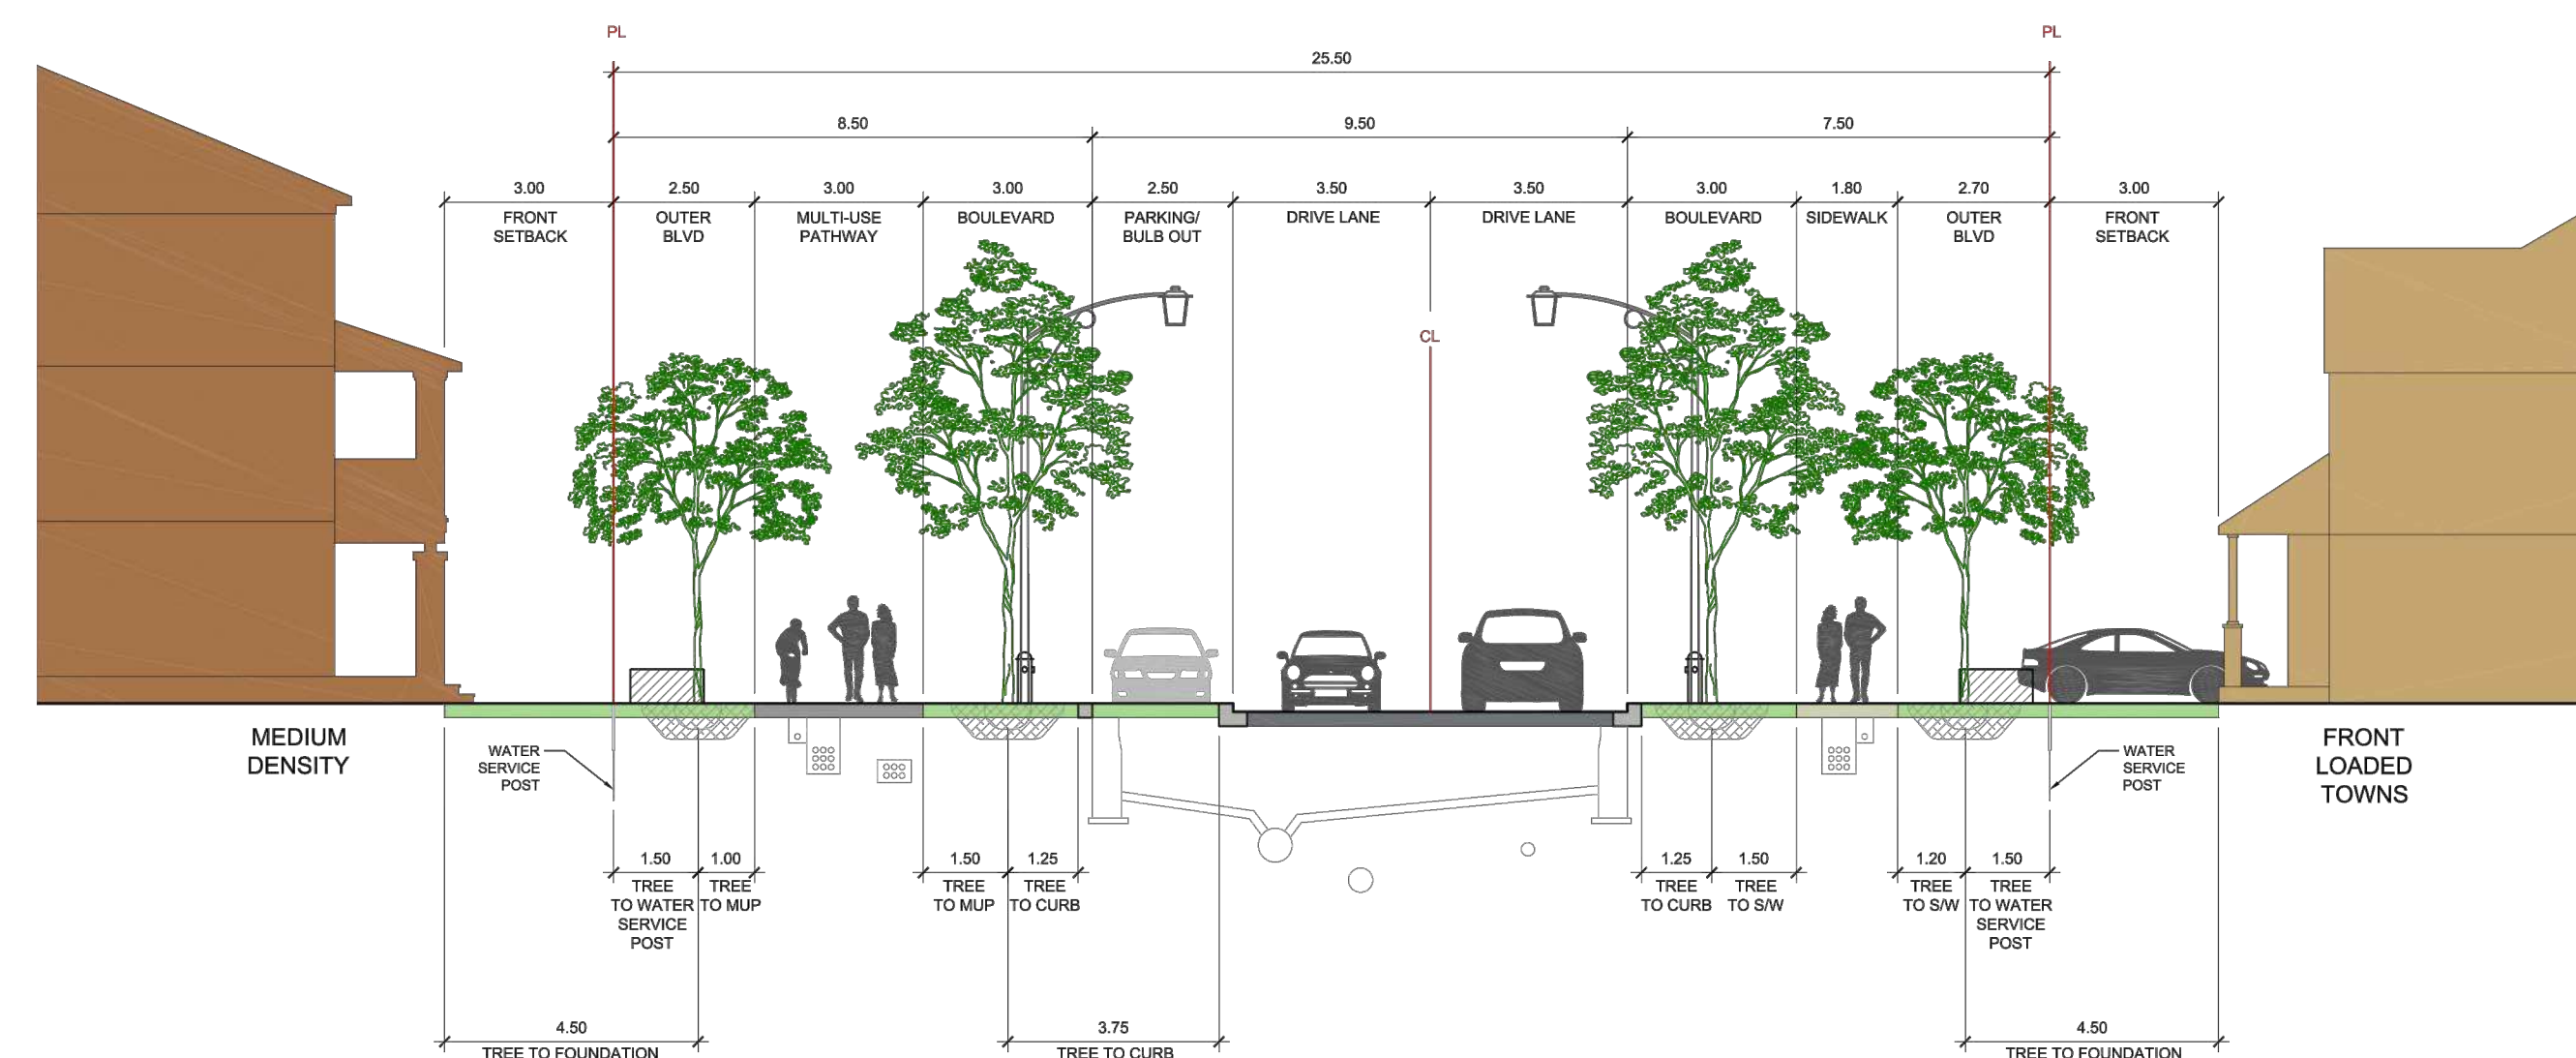 PL PL
25.50
8.50 9.50 7.50
3.00 2.50 3.00 3.00 2.50 3.50 3.50 3.00 1.80 2.70 3.00
FRONT OUTER MULTI-USE BOULEVARD PARKING/ DRIVE LANE DRIVE LANE BOULEVARD SIDEWALK OUTER FRONT
SETBACK BLVD PATHWAY BULB OUT BLVD SETBACK
CL
MEDIUM
DENSITY
WATER
SERVICE
POST
WATER
SERVICE
POST
FRONT
LOADED
TOWNS
1.50 1.00 1.50 1.25 1.25 1.50 1.20 1.50
TREE TREE TREE TREE TREE TREE TREE TREE
TO WATER TO MUP TO MUP TO CURB TO CURB TO S/W TO S/W TO WATER
SERVICE SERVICE
POST POST
4.50 3.75 4.50
TREE TO FOUNDATION TREE TO CURB TREE TO FOUNDATION